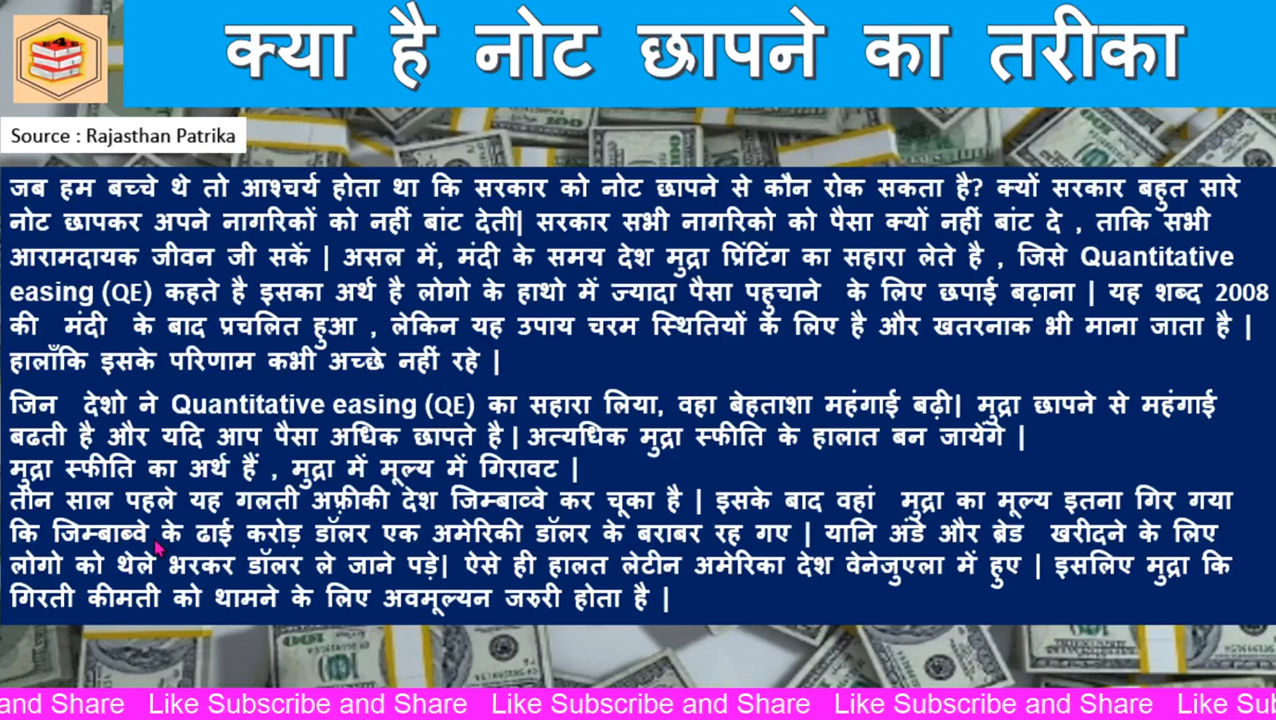 क्या है नोट छापने का तरीका
Source : Rajasthan Patrika
जब हम बच्चे थे तो आश्चर्य होता था कि सरकार को नोट छापने से कौन रोक सकता है? क्यों सरकार बहुत सारे
नोट छापकर अपने नागरिकों को नहीं बांट देती| सरकार सभी नागरिको को पैसा क्यों नहीं बांट दे , ताकि सभी
आरामदायक जीवन जी सकें | असल में, मंदी के समय देश मुद्रा प्रिंटिंग का सहारा लेते है , जिसे Quantitative
easing (QE) कहते है इसका अर्थ है लोगो के हाथो में ज्यादा पैसा पहुचाने के लिए छपाई बढ़ाना | यह शब्द 2008
की मंदी के बाद प्रचलित हुआ , लेकिन यह उपाय चरम स्थितियों के लिए है और खतरनाक भी माना जाता है |
हालाँकि इसके परिणाम कभी अच्छे नहीं रहे |
जिन देशो ने Quantitative easing (QE) का सहारा लिया, वहा बेहताशा महंगाई बढ़ी| मुद्रा छापने से महंगाई
बढती है और यदि आप पैसा अधिक छापते है | अत्यधिक मुद्रा स्फीति के हालात बन जायेंगे |
मुद्रा स्फीति का अर्थ हैं , मुद्रा में मूल्य में गिरावट |
तीन साल पहले यह गलती अफ़्रीकी देश जिम्बाव्वे कर चूका है | इसके बाद वहां मुद्रा का मूल्य इतना गिर गया
कि जिम्बाब्वे के ढाई करोड़ डॉलर एक अमेरिकी डॉलर के बराबर रह गए | यानि अंडे और ब्रेड खरीदने के लिए
लोगो को थेले भरकर डॉलर ले जाने पड़े| ऐसे ही हालत लेटीन अमेरिका देश वेनेजुएला में हुए | इसलिए मुद्रा कि
गिरती कीमती को थामने के लिए अवमूल्यन जरुरी होता है |
and Share Like Subscribe and Share Like Subscribe and Share Like Subscribe and Share Like Sub